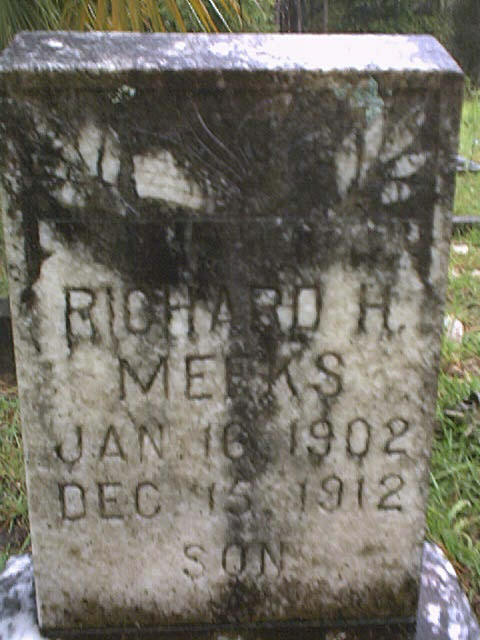 RICHARD H.
MEEKS
JAN. 16 1902
DEC 15 1912
SON